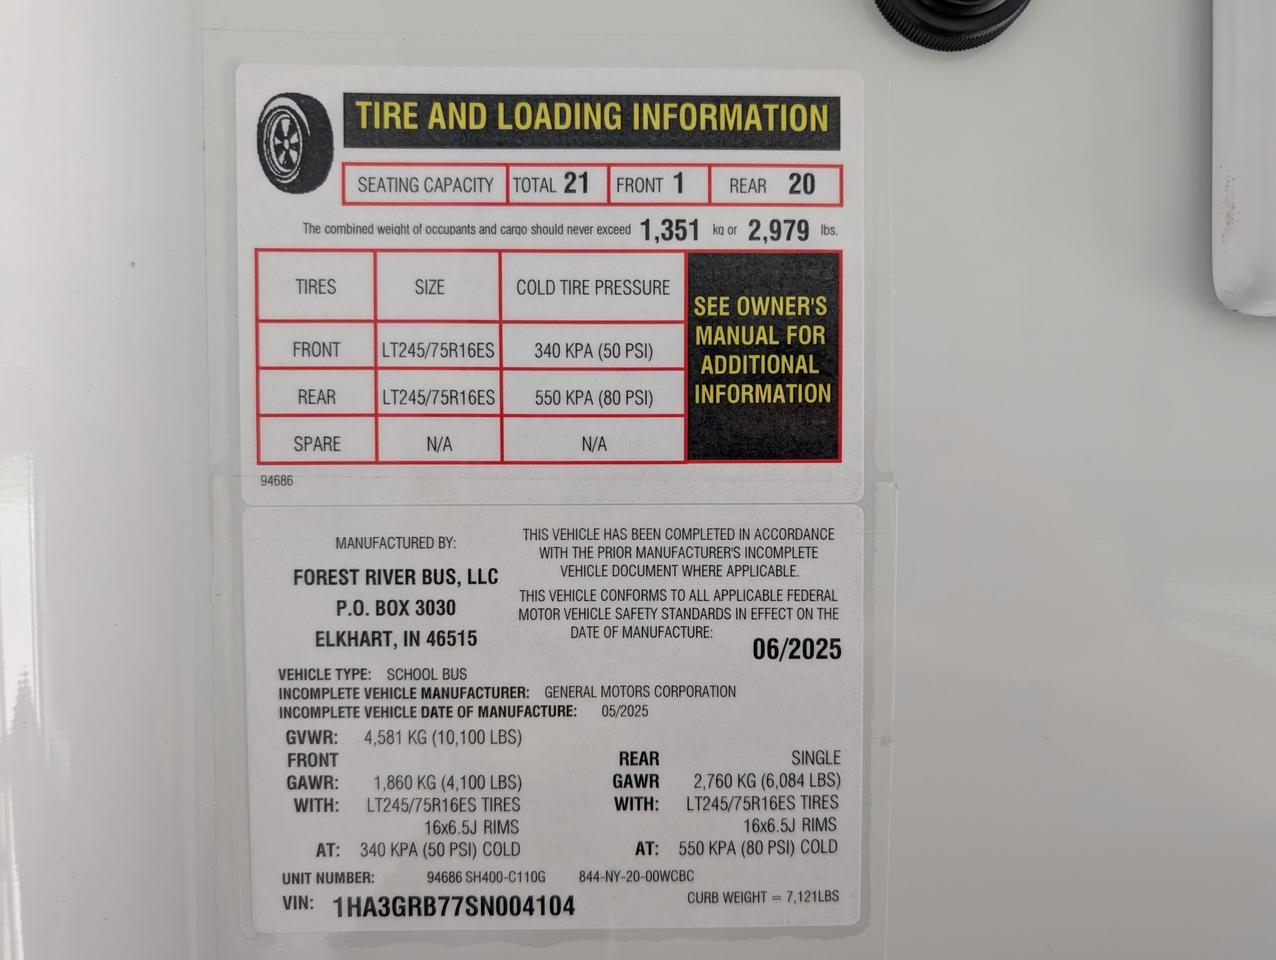 TIRE AND LOADING INFORMATION
SEATING CAPACITY TOTAL 21 FRONT 1 REAR 20
The combined weight of occupants and cargo should never exceed 1,351 kg or 2,979 lbs.
TIRES SIZE COLD TIRE PRESSURE
FRONT LT245/75R16ES 340 KPA (50 PSI)
REAR LT245/75R16ES 550 KPA (80 PSI)
SPARE N/A N/A
SEE OWNER'S
MANUAL FOR
ADDITIONAL
INFORMATION
94686
MANUFACTURED BY:
FOREST RIVER BUS, LLC
P.O. BOX 3030
ELKHART, IN 46515
THIS VEHICLE HAS BEEN COMPLETED IN ACCORDANCE
WITH THE PRIOR MANUFACTURER'S INCOMPLETE
VEHICLE DOCUMENT WHERE APPLICABLE.
THIS VEHICLE CONFORMS TO ALL APPLICABLE FEDERAL
MOTOR VEHICLE SAFETY STANDARDS IN EFFECT ON THE
DATE OF MANUFACTURE:
06/2025
VEHICLE TYPE: SCHOOL BUS
INCOMPLETE VEHICLE MANUFACTURER: GENERAL MOTORS CORPORATION
INCOMPLETE VEHICLE DATE OF MANUFACTURE: 05/2025
GVWR: 4,581 KG (10,100 LBS)
FRONT
GAWR: 1,860 KG (4,100 LBS)
WITH: LT245/75R16ES TIRES
16x6.5J RIMS
AT: 340 KPA (50 PSI) COLD
REAR SINGLE
GAWR 2,760 KG (6,084 LBS)
WITH: LT245/75R16ES TIRES
16x6.5J RIMS
AT: 550 KPA (80 PSI) COLD
UNIT NUMBER: 94686 SH400-C110G 844-NY-20-00WCBC
VIN: 1HA3GRB77SN004104
CURB WEIGHT = 7,121LBS